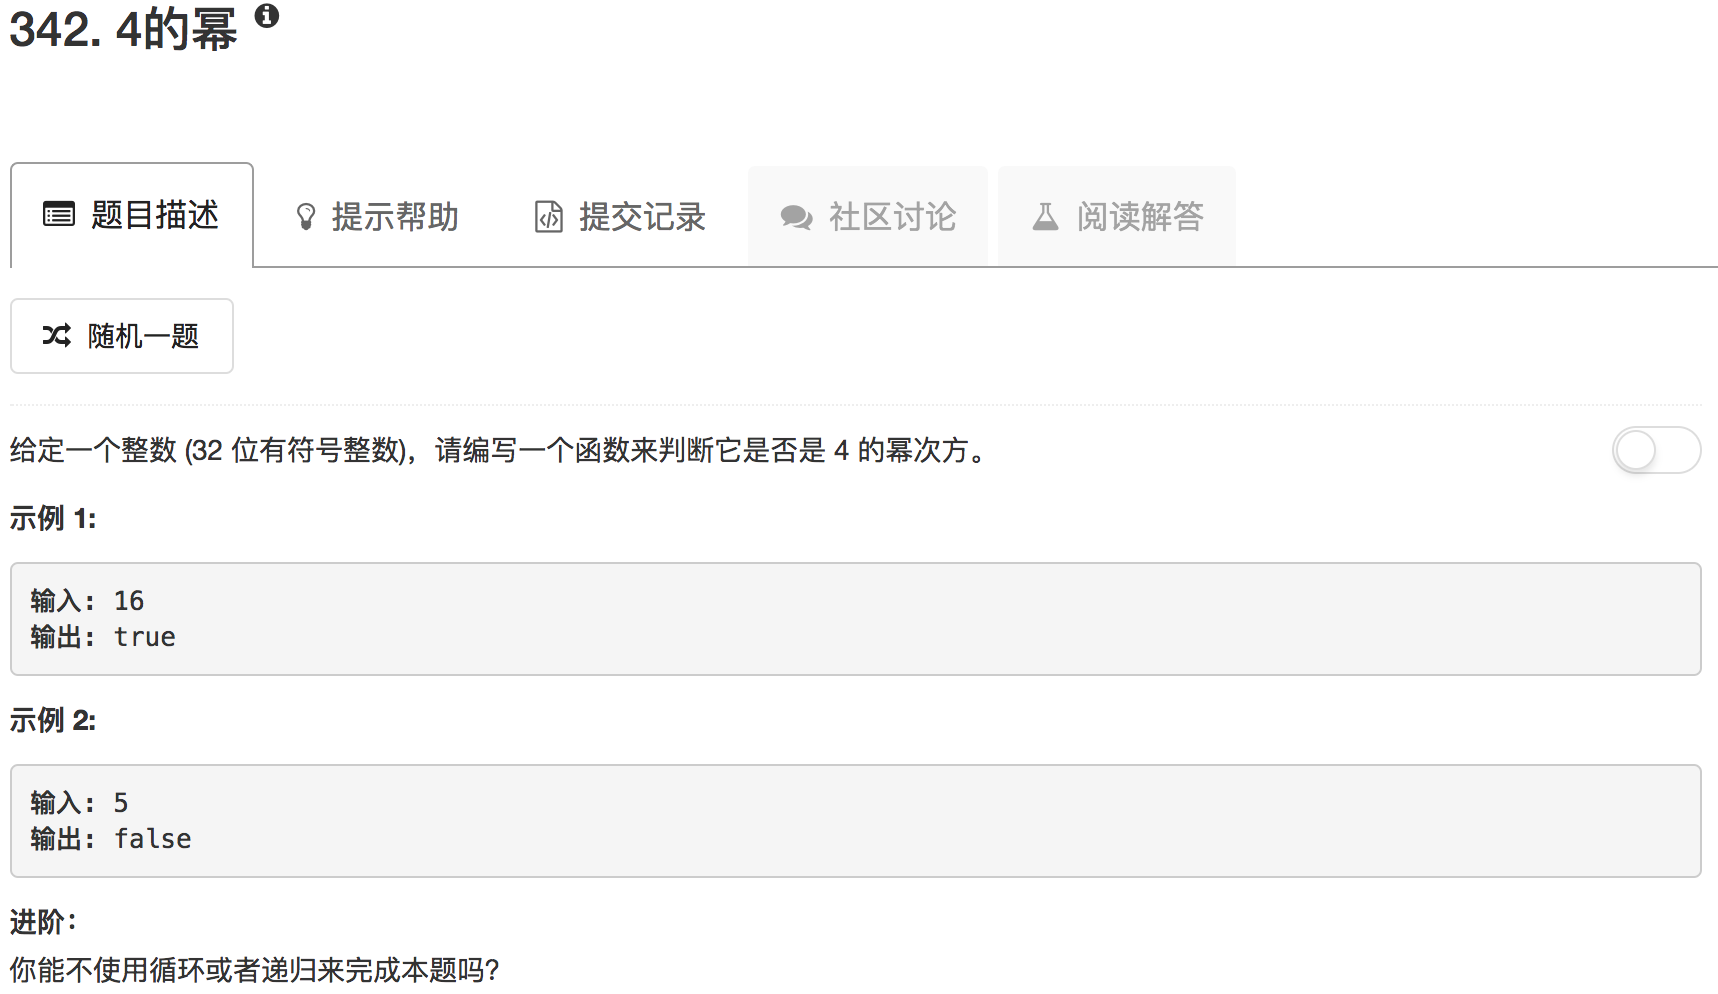 342. 4的幂
题目描述
提示帮助
提交记录
社区讨论
阅读解答
随机一题
给定一个整数 (32 位有符号整数)，请编写一个函数来判断它是否是 4 的幂次方。
示例 1:
输入: 16
输出: true
示例 2:
输入: 5
输出: false
进阶：
你能不使用循环或者递归来完成本题吗?